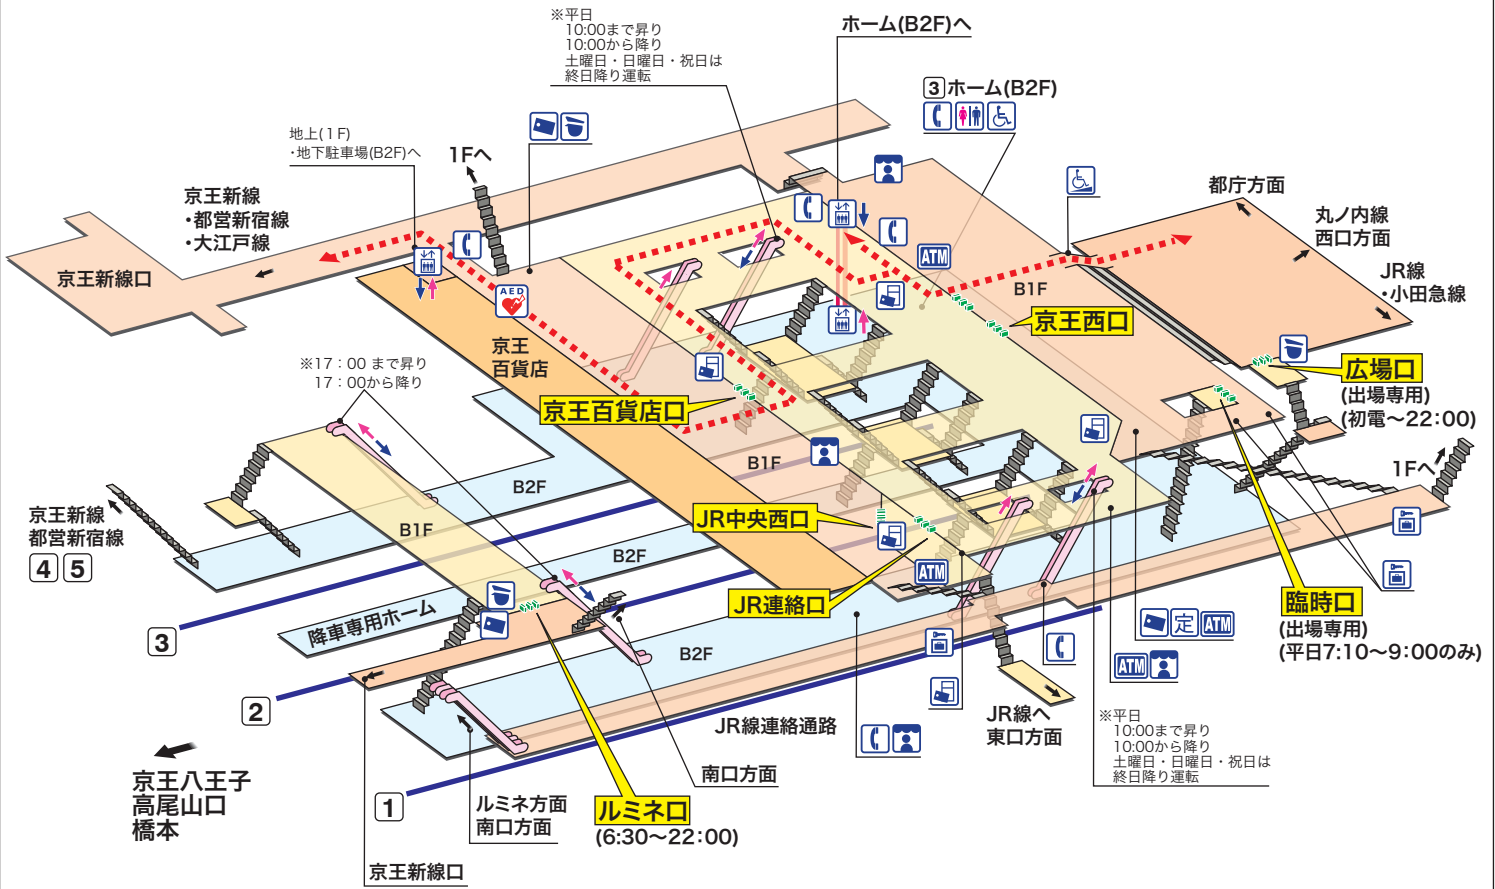 ※平日
10:00まで昇り
10:00から降り
土曜日・日曜日・祝日は
終日降り運転
ホーム(B2F)へ
3 ホーム(B2F)
地上(1F)
・地下駐車場(B2F)へ
1Fへ
京王新線
・都営新宿線
・大江戸線
京王新線口
都庁方面
丸ノ内線
西口方面
JR線
・小田急線
ATM
B1F
AED
京王西口
京王
百貨店
※17：00 まで昇り
17：00から降り
広場口
(出場専用)
(初電～22：00)
京王百貨店口
1Fへ
B1F
B2F
京王新線
都営新宿線
4 5
B1F
JR中央西口
B2F
ATM
JR連絡口
臨時口
(出場専用)
(平日7:10～9:00のみ)
降車専用ホーム
3
定
ATM
B2F
ATM
2
JR線連絡通路
JR線へ
東口方面
※平日
10:00まで昇り
10:00から降り
土曜日・日曜日・祝日は
終日降り運転
京王八王子
高尾山口
橋本
南口方面
1
ルミネ方面
南口方面
ルミネ口
(6:30～22：00)
京王新線口